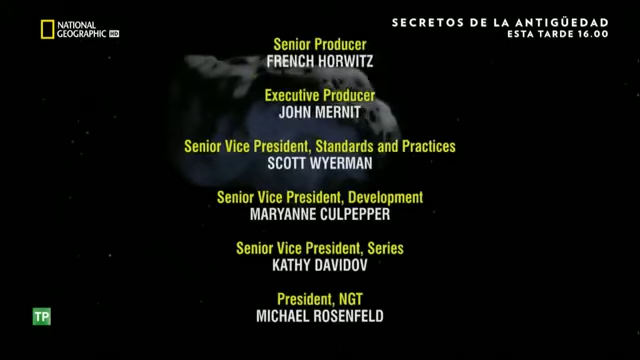 NATIONAL
GEOGRAPHIC HD
SECRETOS DE LA ANTIGÜEDAD
ESTA TARDE 16.00
Senior Producer
FRENCH HORWITZ
Executive Producer
JOHN MERNIT
Senior Vice President, Standards and Practices
SCOTT WYERMAN
Senior Vice President, Development
MARYANNE CULPEPPER
Senior Vice President, Series
KATHY DAVIDOV
President, NGT
MICHAEL ROSENFELD
TP